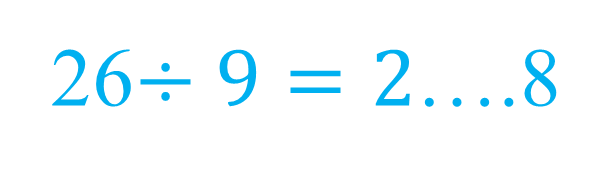 26÷ 9 = 2....8